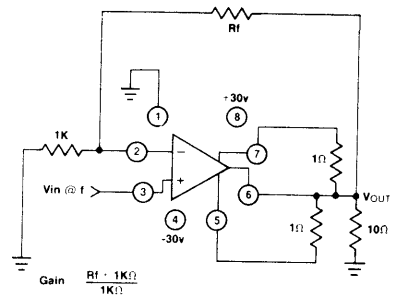 Rf
+30v
1
8
1K
2
7
1Ω
Vin @ f
3
6
VOUT
4
5
-30v
1Ω
10Ω
Gain Rf + 1KΩ
1KΩ